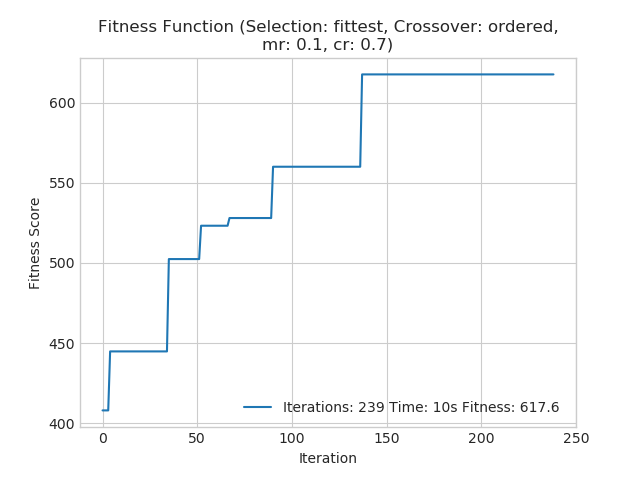 Fitness Function (Selection: fittest, Crossover: ordered,
mr: 0.1, cr: 0.7)
Fitness Score
600
550
500
450
400
Iterations: 239 Time: 10s Fitness: 617.6
0 50 100 150 200 250
Iteration